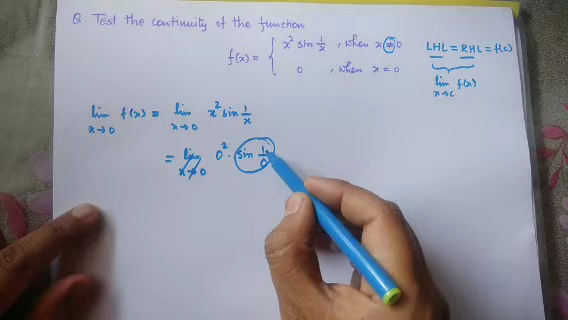 Q. Test the continuity of the function
f(x) = { x² sin 1/x , when x ≠ 0
0 , when x = 0
LHL = RHL = f(c)
lim x→c f(x)
lim x→0 f(x) = lim x→0 x² sin 1/x
= lim x→0 0² · sin 1/0